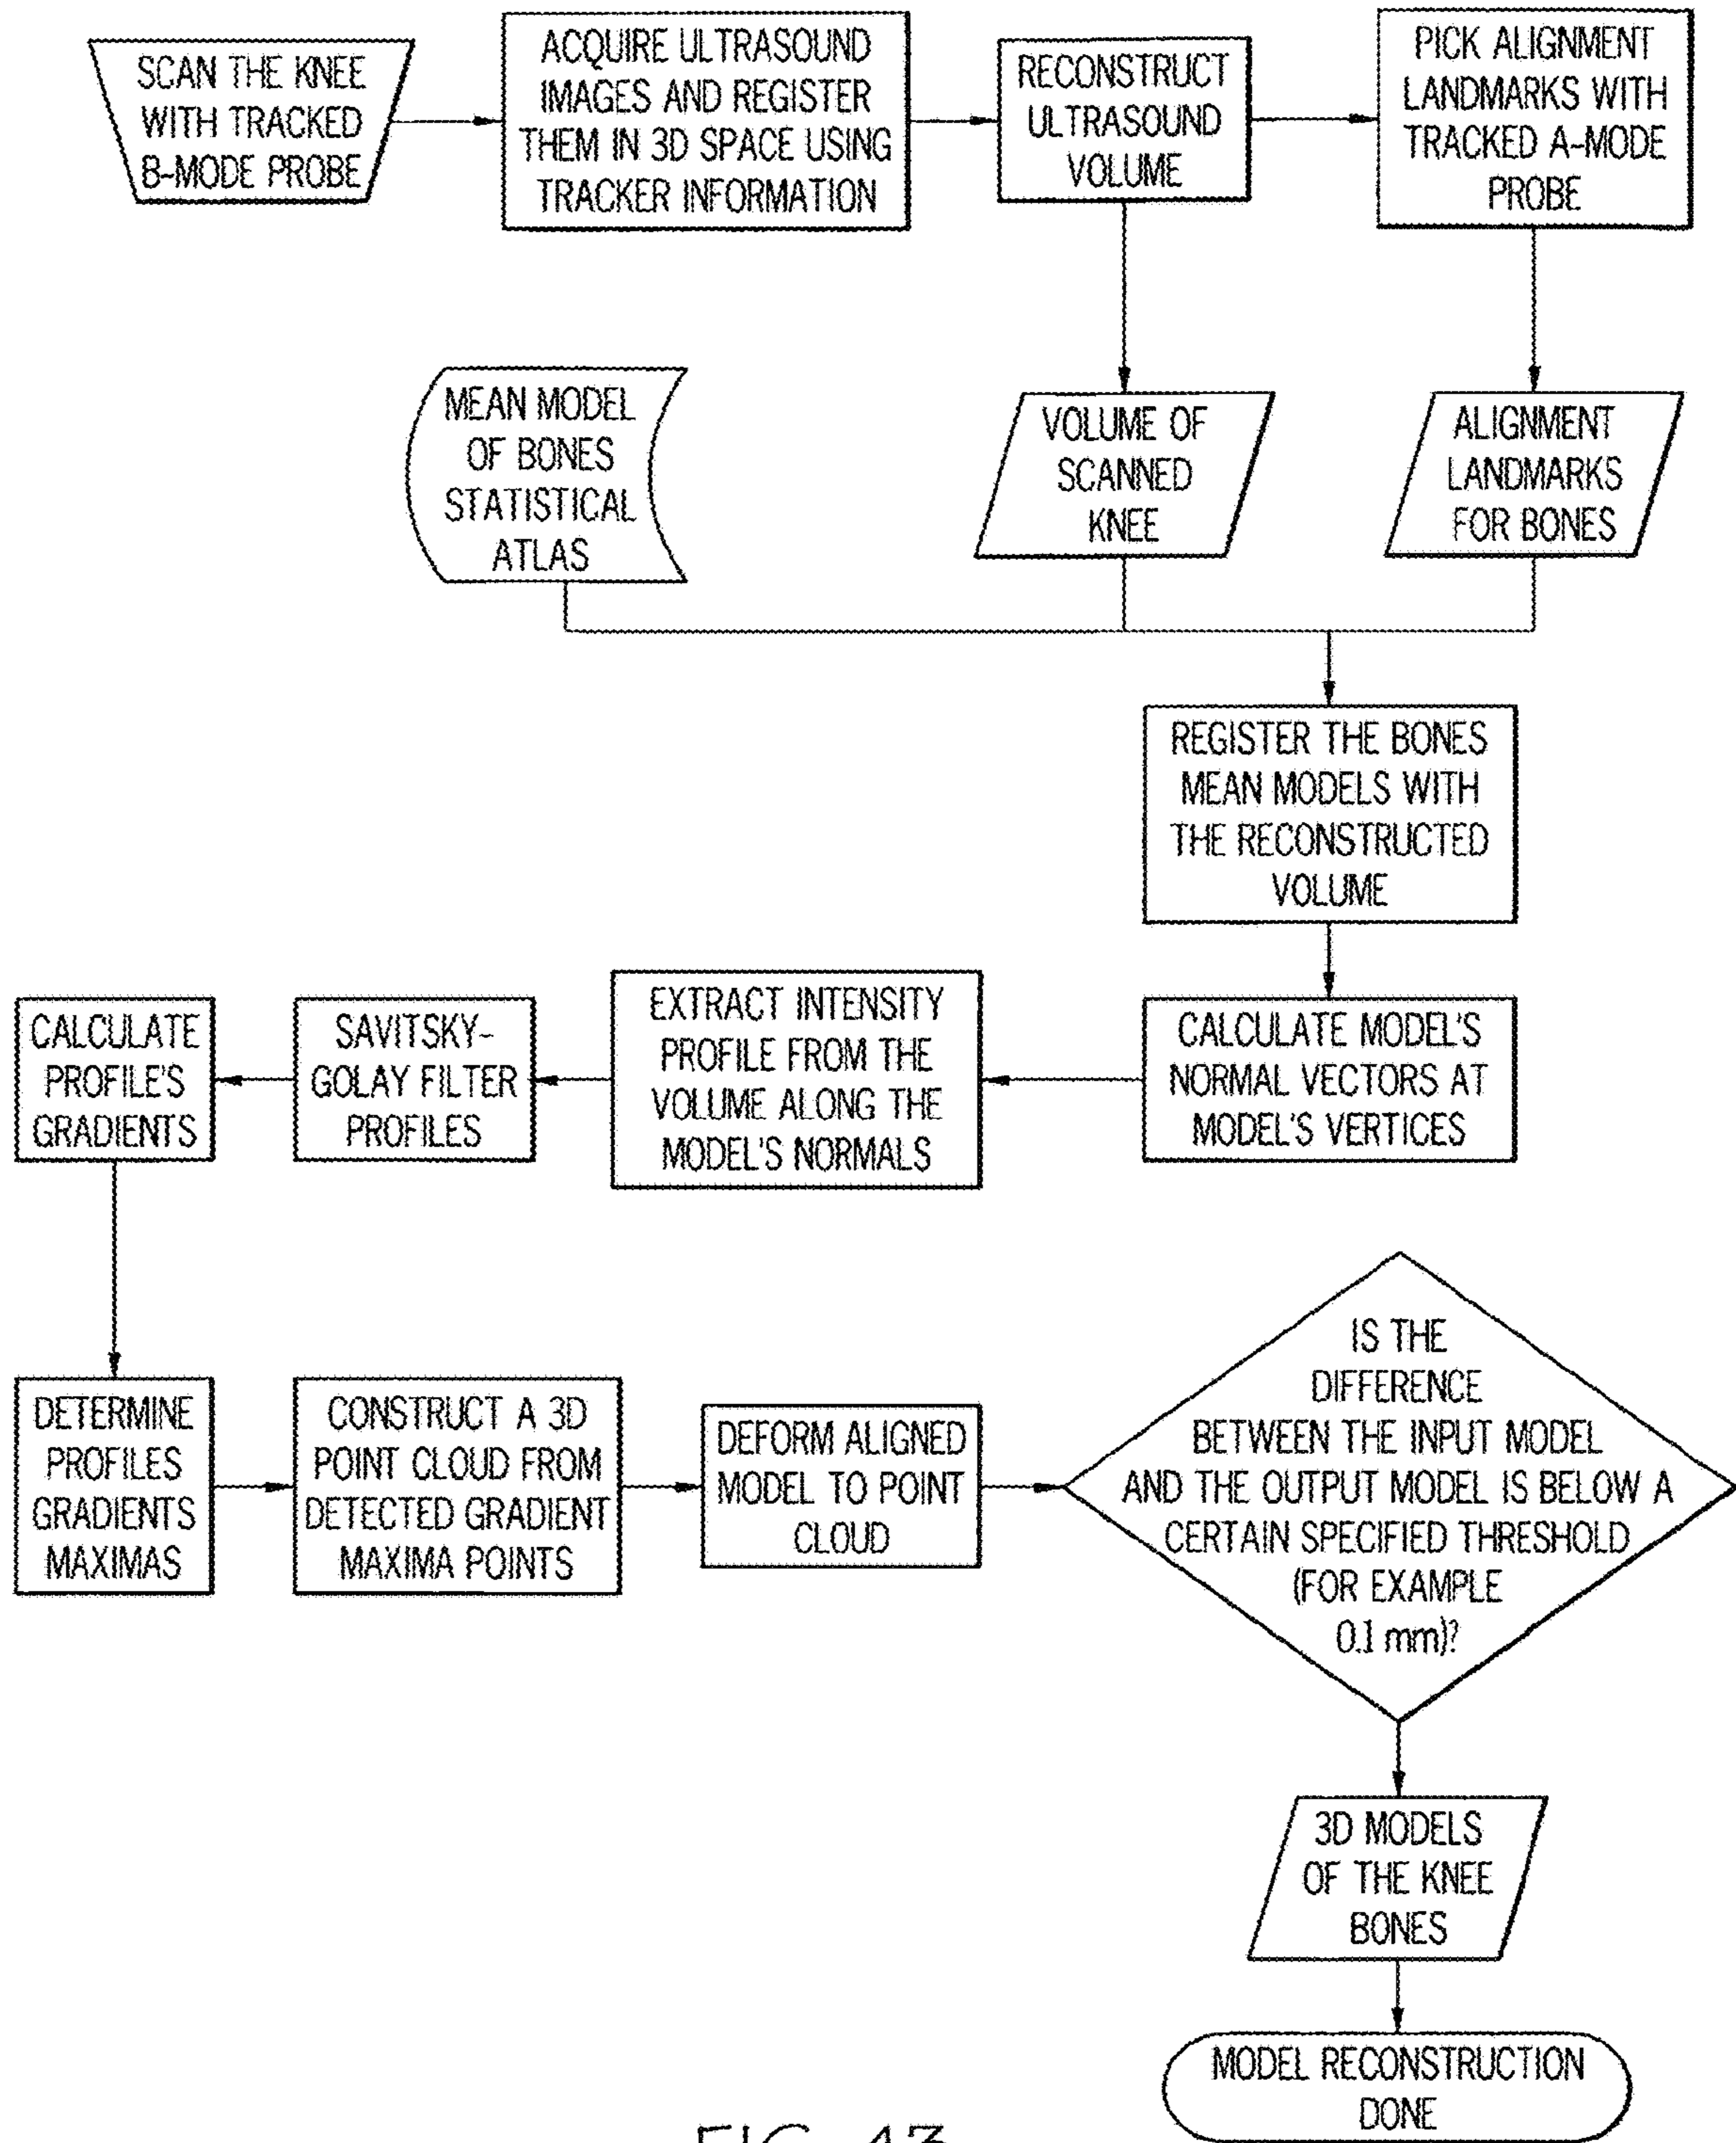 SCAN THE KNEE
WITH TRACKED
B-MODE PROBE
ACQUIRE ULTRASOUND
IMAGES AND REGISTER
THEM IN 3D SPACE USING
TRACKER INFORMATION
RECONSTRUCT
ULTRASOUND
VOLUME
PICK ALIGNMENT
LANDMARKS WITH
TRACKED A-MODE
PROBE
MEAN MODEL
OF BONES
STATISTICAL
ATLAS
VOLUME OF
SCANNED
KNEE
ALIGNMENT
LANDMARKS
FOR BONES
REGISTER THE BONES
MEAN MODELS WITH
THE RECONSTRUCTED
VOLUME
CALCULATE MODEL'S
NORMAL VECTORS AT
MODEL'S VERTICES
EXTRACT INTENSITY
PROFILE FROM THE
VOLUME ALONG THE
MODEL'S NORMALS
SAVITSKY-
GOLAY FILTER
PROFILES
CALCULATE
PROFILE'S
GRADIENTS
DETERMINE
PROFILES
GRADIENTS
MAXIMAS
CONSTRUCT A 3D
POINT CLOUD FROM
DETECTED GRADIENT
MAXIMA POINTS
DEFORM ALIGNED
MODEL TO POINT
CLOUD
IS THE
DIFFERENCE
BETWEEN THE INPUT MODEL
AND THE OUTPUT MODEL IS BELOW A
CERTAIN SPECIFIED THRESHOLD
(FOR EXAMPLE
0.1 mm)?
3D MODELS
OF THE KNEE
BONES
MODEL RECONSTRUCTION
DONE
FIG. 43